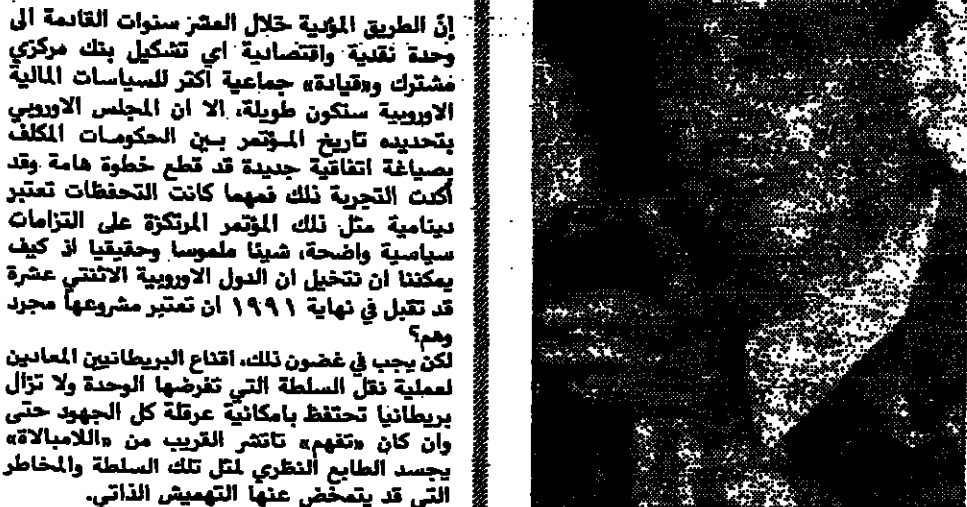 إنّ الطريق المؤدية خلال العشر سنوات القادمة الى
وحدة نقدية واقتصادية اي تشكيل بنك مركزي
مشترك و«قيادة» جماعية اكثر للسياسات المالية
الاوروبية ستكون طويلة، الا ان المجلس الاوروبي
بتحديده تاريخ المؤتمر بين الحكومات المكلف
بصياغة اتفاقية جديدة قد قطع خطوة هامة وقد
أكدت التجربة ذلك فمهما كانت التحفظات تعتبر
دينامية مثل ذلك المؤتمر المرتكزة على التزامات
سياسية واضحة، شيئا ملموسا وحقيقيا اذ كيف
يمكننا ان نتخيل ان الدول الاوروبية الاثنتي عشرة
قد تقبل في نهاية ١٩٩١ ان تعتبر مشروعها مجرد
وهم؟
لكن يجب في غضون ذلك، اقناع البريطانيين المعادين
لعملية نقل السلطة التي تفرضها الوحدة ولا تزال
بريطانيا تحتفظ بامكانية عرقلة كل الجهود حتى
وان كان «تفهم» تاتشر القريب من «اللامبالاة»
يجسد الطابع النظري لمثل تلك السلطة والمخاطر
التي قد يتمخض عنها التهميش الذاتي.